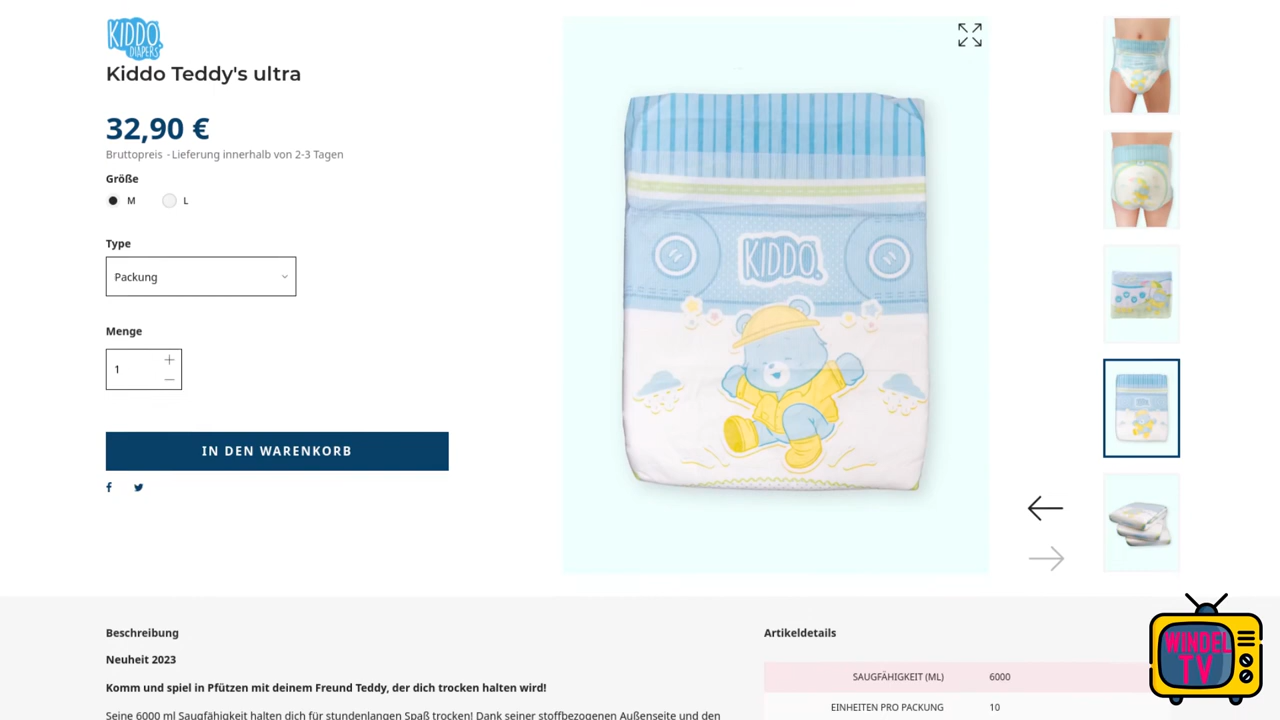 KIDDO
DIAPERS
Kiddo Teddy's ultra
32,90 €
Bruttopreis - Lieferung innerhalb von 2-3 Tagen
Größe
M L
Type
Packung
Menge
1
IN DEN WARENKORB
KIDDO
Beschreibung
Neuheit 2023
Komm und spiel in Pfützen mit deinem Freund Teddy, der dich trocken halten wird!
Seine 6000 ml Saugfähigkeit halten dich für stundenlangen Spaß trocken! Dank seiner stoffbezogenen Außenseite und den
Artikeldetails
SAUGFÄHIGKEIT (ML) 6000
EINHEITEN PRO PACKUNG 10
WINDEL
TV